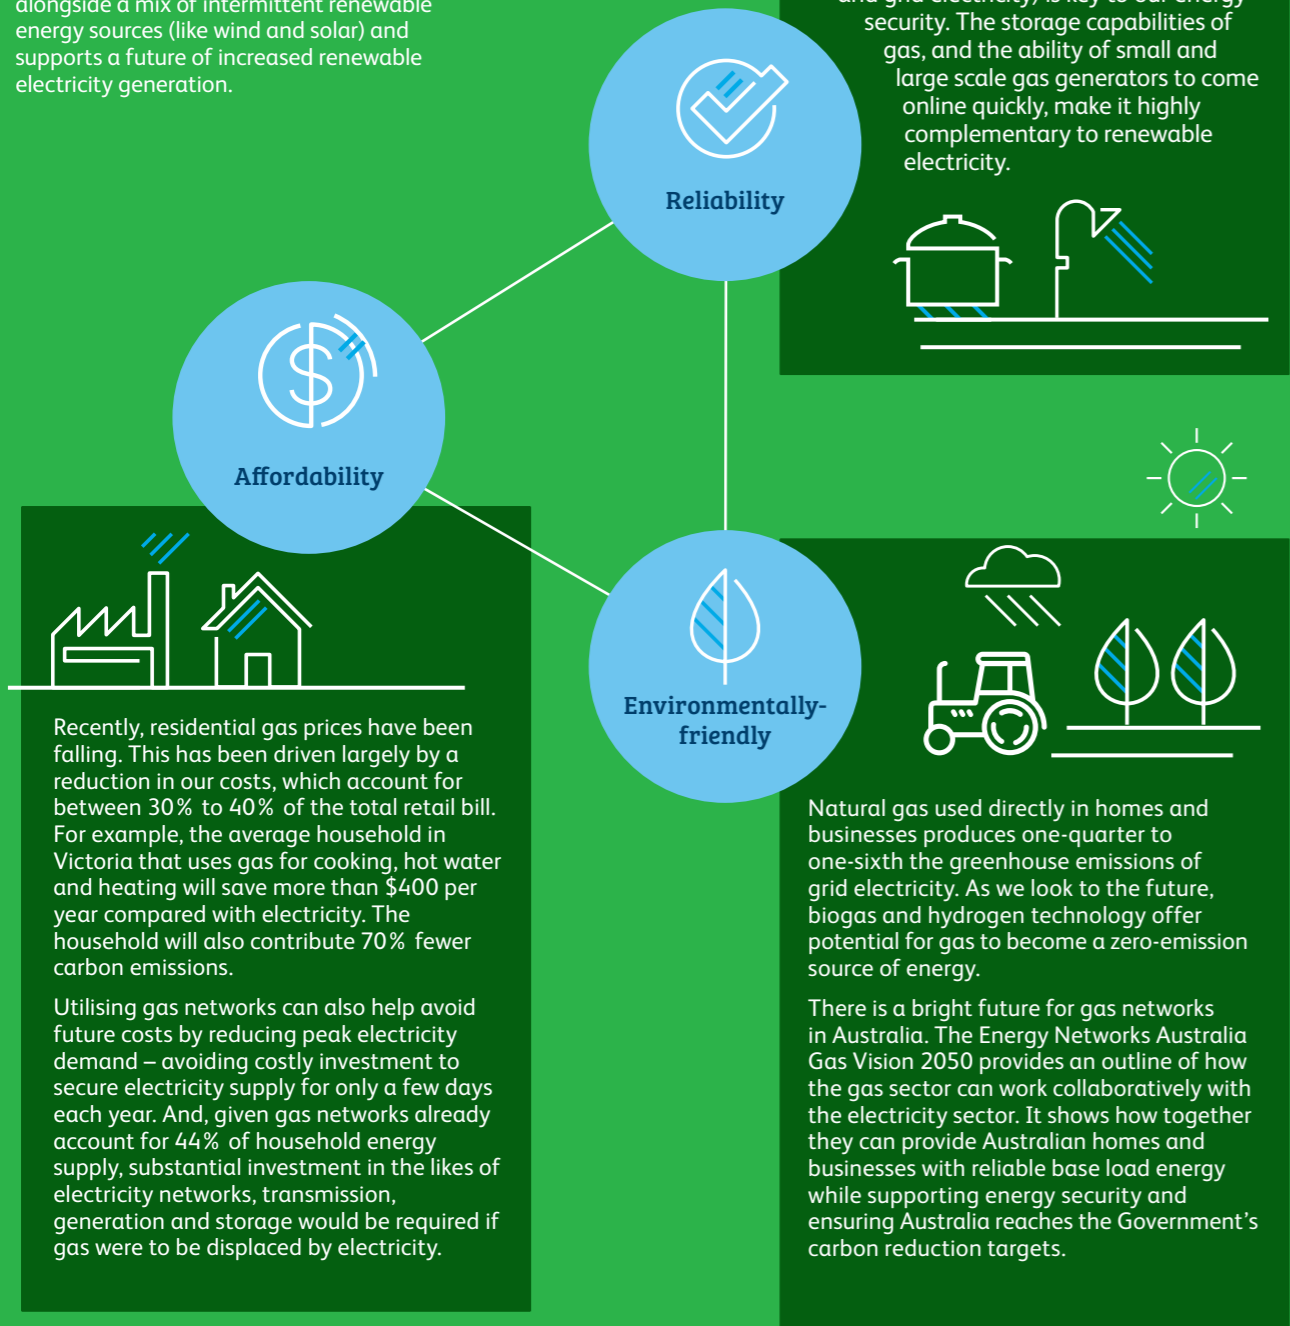 alongside a mix of intermittent renewable
energy sources (like wind and solar) and
supports a future of increased renewable
electricity generation.
and grid electricity) is key to our energy
security. The storage capabilities of
gas, and the ability of small and
large scale gas generators to come
online quickly, make it highly
complementary to renewable
electricity.
Reliability
Affordability
Environmentally-
friendly
Recently, residential gas prices have been
falling. This has been driven largely by a
reduction in our costs, which account for
between 30% to 40% of the total retail bill.
For example, the average household in
Victoria that uses gas for cooking, hot water
and heating will save more than $400 per
year compared with electricity. The
household will also contribute 70% fewer
carbon emissions.
Utilising gas networks can also help avoid
future costs by reducing peak electricity
demand – avoiding costly investment to
secure electricity supply for only a few days
each year. And, given gas networks already
account for 44% of household energy
supply, substantial investment in the likes of
electricity networks, transmission,
generation and storage would be required if
gas were to be displaced by electricity.
Natural gas used directly in homes and
businesses produces one-quarter to
one-sixth the greenhouse emissions of
grid electricity. As we look to the future,
biogas and hydrogen technology offer
potential for gas to become a zero-emission
source of energy.
There is a bright future for gas networks
in Australia. The Energy Networks Australia
Gas Vision 2050 provides an outline of how
the gas sector can work collaboratively with
the electricity sector. It shows how together
they can provide Australian homes and
businesses with reliable base load energy
while supporting energy security and
ensuring Australia reaches the Government's
carbon reduction targets.